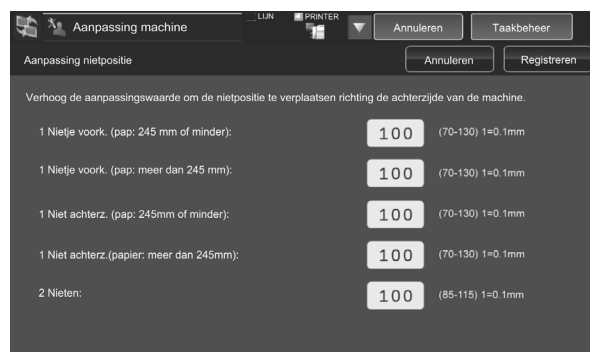 Aanpassing machine LIJN PRINTER Annuleren Taakbeheer
Aanpassing nietpositie Annuleren Registreren
Verhoog de aanpassingswaarde om de nietpositie te verplaatsen richting de achterzijde van de machine.
1 Nietje voork. (pap: 245 mm of minder): 100 (70-130) 1=0.1mm
1 Nietje voork. (pap: meer dan 245 mm): 100 (70-130) 1=0.1mm
1 Niet achterz. (pap: 245mm of minder): 100 (70-130) 1=0.1mm
1 Niet achterz.(papier: meer dan 245mm): 100 (70-130) 1=0.1mm
2 Nieten: 100 (85-115) 1=0.1mm